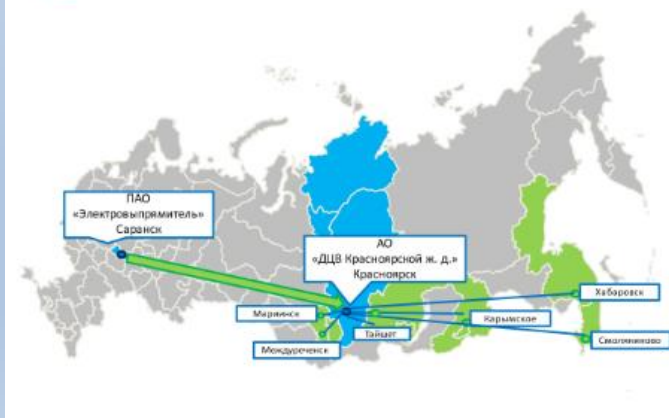 ПАО
«Электровыпрямитель»
Саранск
АО
«ДЦВ Красноярской ж. д.»
Красноярск
Хабаровск
Мариинск
Карымское
Тайшет
Смоляниново
Междуреченск